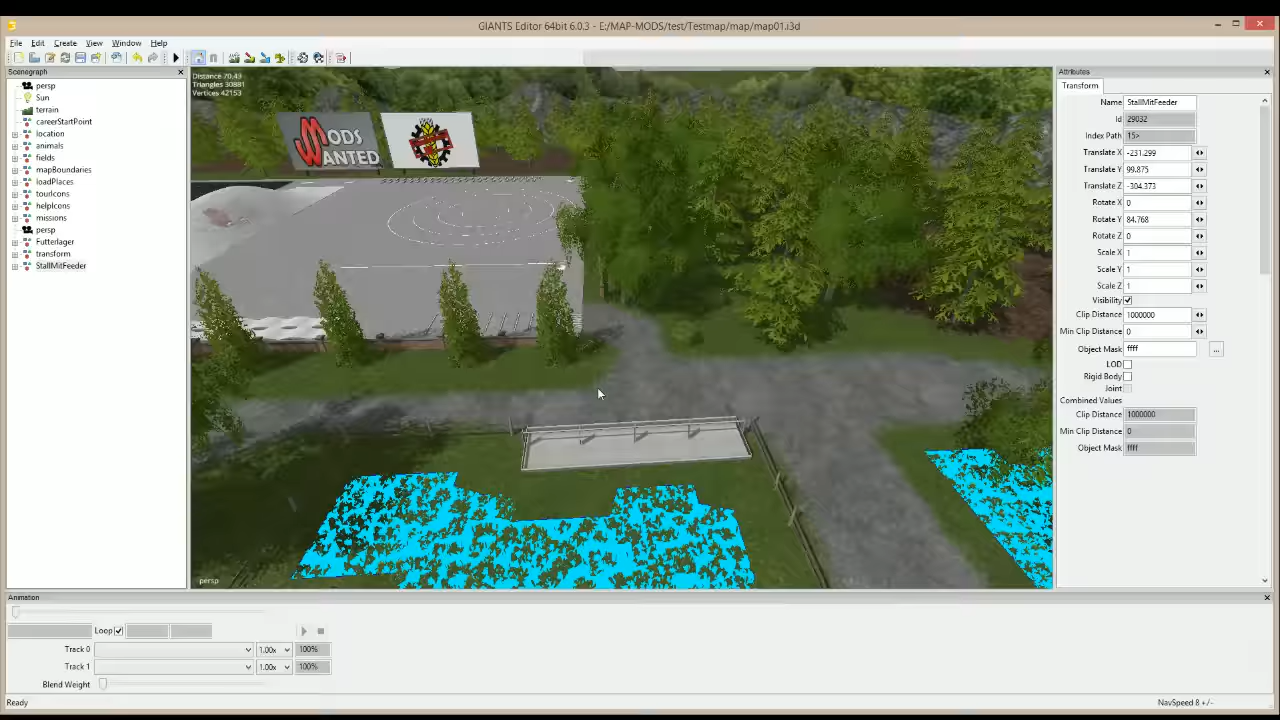 GIANTS Editor 64bit 6.0.3 - E:/MAP-MODS/test/Testmap/map/map01.i3d
File Edit Create View Window Help
Scenegraph
persp
Sun
terrain
careerStartPoint
location
animals
fields
mapBoundaries
loadPlaces
tourIcons
helpIcons
missions
persp
Futterlager
transform
StallMitFeeder
Distance 70.43
Triangles 30881
Vertices 42153
MODS
WANTED
persp
Attributes
Transform
Name StallMitFeeder
Id 29032
Index Path 15>
Translate X -231.299
Translate Y 99.875
Translate Z -304.373
Rotate X 0
Rotate Y 84.768
Rotate Z 0
Scale X 1
Scale Y 1
Scale Z 1
Visibility
Clip Distance 1000000
Min Clip Distance 0
Object Mask ffff ...
LOD
Rigid Body
Joint
Combined Values
Clip Distance 1000000
Min Clip Distance 0
Object Mask ffff
Animation
Loop
Track 0 1.00x 100%
Track 1 1.00x 100%
Blend Weight
Ready NavSpeed 8 +/-